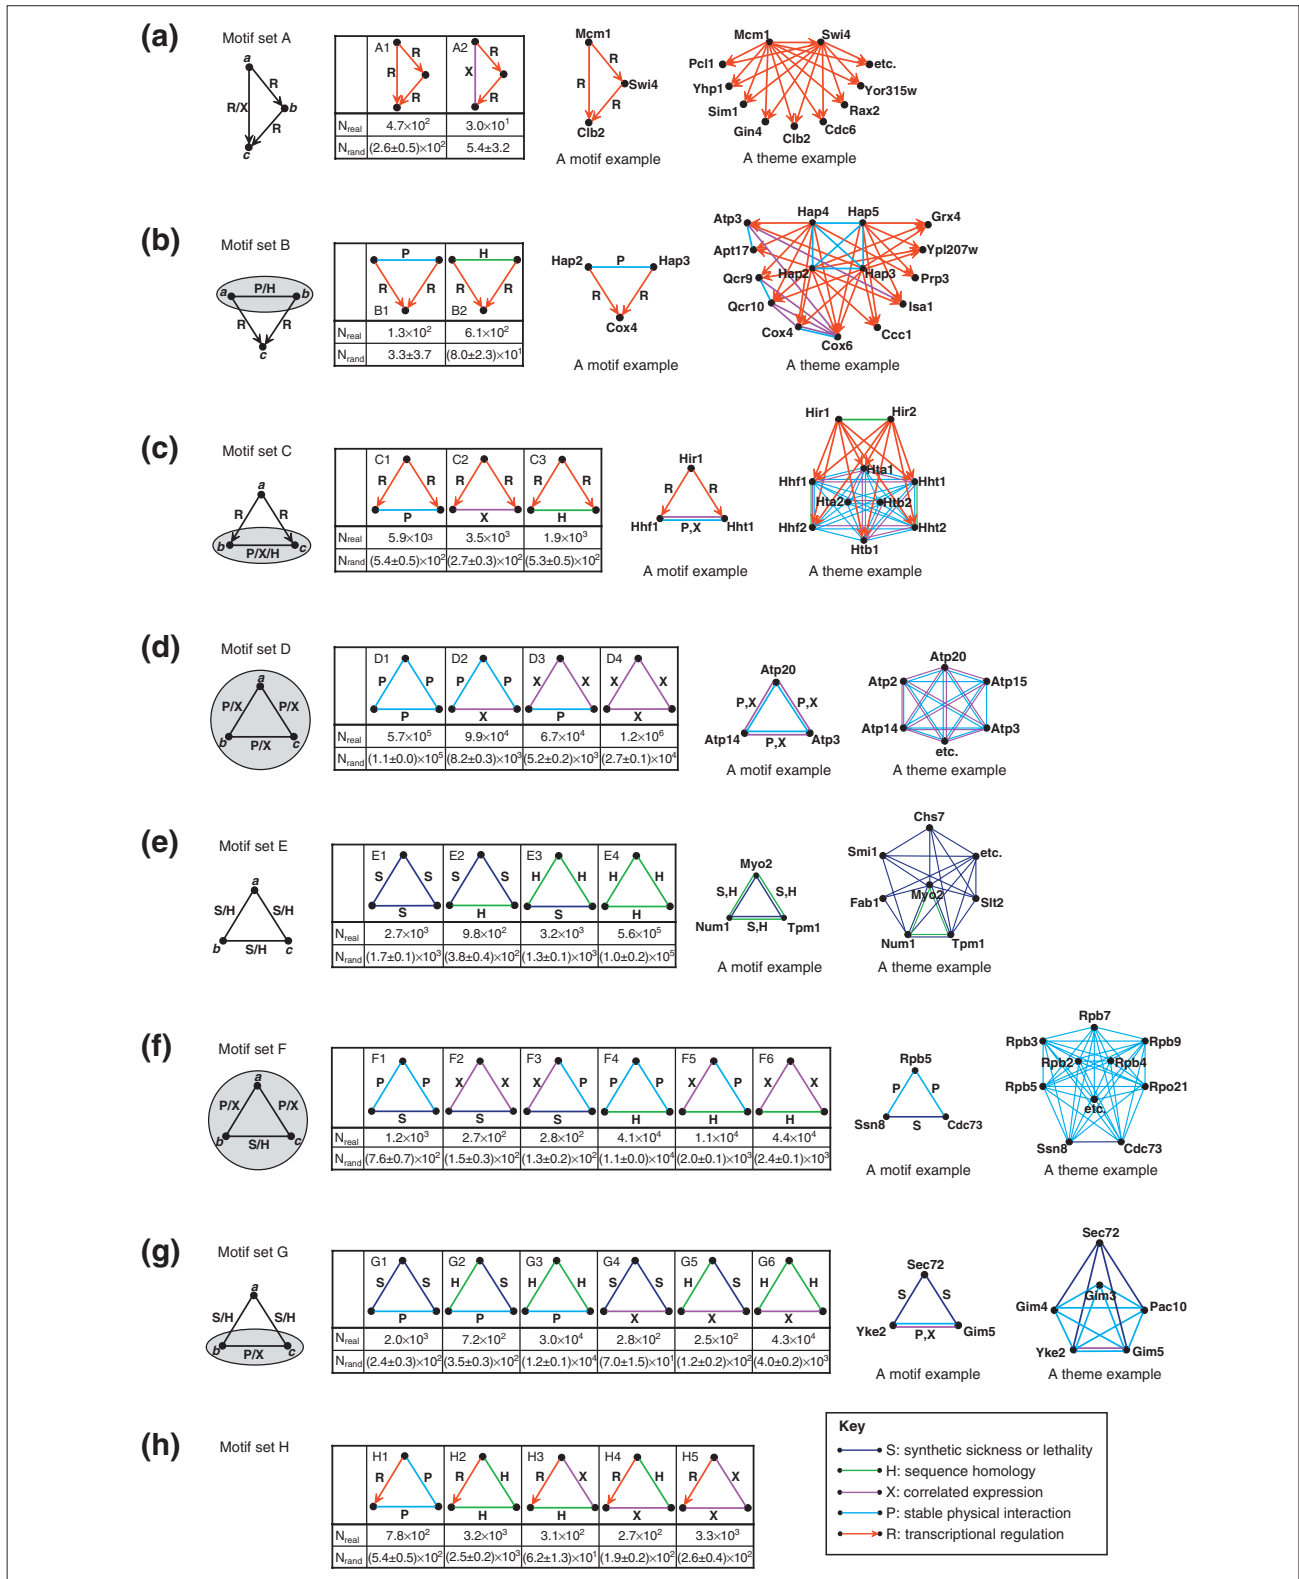 (a)
Motif set A
a
R
R/X
b
R
c
A1
R
R
R
A2
R
X
R
N_real 4.7×10² 3.0×10¹
N_rand (2.6±0.5)×10² 5.4±3.2
Mcm1
R
R
Swi4
R
Clb2
A motif example
Mcm1
Swi4
Pcl1
etc.
Yhp1
Yor315w
Sim1
Rax2
Gin4
Clb2
Cdc6
A theme example
(b)
Motif set B
P/H
a
b
R
R
c
P
R
R
B1
H
R
R
B2
N_real 1.3×10² 6.1×10²
N_rand 3.3±3.7 (8.0±2.3)×10¹
Hap2
P
Hap3
R
R
Cox4
A motif example
Atp3
Hap4
Hap5
Grx4
Apt17
Ypl207w
Hap2
Hap3
Qcr9
Prp3
Qcr10
Isa1
Cox4
Ccc1
Cox6
A theme example
(c)
Motif set C
a
R
R
b
c
P/X/H
C1
R
R
P
C2
R
R
X
C3
R
R
H
N_real 5.9×10³ 3.5×10³ 1.9×10³
N_rand (5.4±0.5)×10² (2.7±0.3)×10² (5.3±0.5)×10²
Hir1
R
R
Hhf1
Hht1
P,X
A motif example
Hir1
Hir2
Hta1
Hhf1
Hht1
Hta2
Htb2
Hhf2
Hht2
Htb1
A theme example
(d)
Motif set D
a
P/X
P/X
b
c
P/X
D1
P
P
P
D2
P
P
X
D3
X
X
P
D4
X
X
X
N_real 5.7×10⁵ 9.9×10⁴ 6.7×10⁴ 1.2×10⁶
N_rand (1.1±0.0)×10⁵ (8.2±0.3)×10³ (5.2±0.2)×10³ (2.7±0.1)×10⁴
Atp20
P,X
P,X
Atp14
P,X
Atp3
A motif example
Atp20
Atp2
Atp15
Atp14
Atp3
etc.
A theme example
(e)
Motif set E
a
S/H
S/H
b
S/H
c
E1
S
S
S
E2
S
S
H
E3
H
H
S
E4
H
H
H
N_real 2.7×10³ 9.8×10² 3.2×10³ 5.6×10⁵
N_rand (1.7±0.1)×10³ (3.8±0.4)×10² (1.3±0.1)×10³ (1.0±0.2)×10⁵
Myo2
S,H
S,H
Num1
S,H
Tpm1
A motif example
Chs7
Smi1
etc.
Myo2
Fab1
Slt2
Num1
Tpm1
A theme example
(f)
Motif set F
a
P/X
P/X
b
S/H
c
F1
P
P
S
F2
X
X
S
F3
X
P
S
F4
P
P
H
F5
X
P
H
F6
X
X
H
N_real 1.2×10³ 2.7×10² 2.8×10² 4.1×10⁴ 1.1×10⁴ 4.4×10⁴
N_rand (7.6±0.7)×10² (1.5±0.3)×10² (1.3±0.2)×10² (1.1±0.0)×10⁴ (2.0±0.1)×10³ (2.4±0.1)×10³
Rpb5
P
P
Ssn8
S
Cdc73
A motif example
Rpb7
Rpb3
Rpb9
Rpb2
Rpb4
Rpb5
Rpo21
etc.
Ssn8
Cdc73
A theme example
(g)
Motif set G
a
S/H
S/H
b
c
P/X
G1
S
S
P
G2
H
S
P
G3
H
H
P
G4
S
S
X
G5
H
S
X
G6
H
H
X
N_real 2.0×10³ 7.2×10² 3.0×10⁴ 2.8×10² 2.5×10² 4.3×10⁴
N_rand (2.4±0.3)×10² (3.5±0.3)×10² (1.2±0.1)×10⁴ (7.0±1.5)×10¹ (1.2±0.2)×10² (4.0±0.2)×10³
Sec72
S
S
Yke2
P,X
Gim5
A motif example
Sec72
Gim3
Gim4
Pac10
Yke2
Gim5
A theme example
(h)
Motif set H
H1
R
P
P
H2
R
H
H
H3
R
X
H
H4
R
H
X
H5
R
X
X
N_real 7.8×10² 3.2×10³ 3.1×10² 2.7×10² 3.3×10³
N_rand (5.4±0.5)×10² (2.5±0.2)×10³ (6.2±1.3)×10¹ (1.9±0.2)×10² (2.6±0.4)×10²
Key
S: synthetic sickness or lethality
H: sequence homology
X: correlated expression
P: stable physical interaction
R: transcriptional regulation